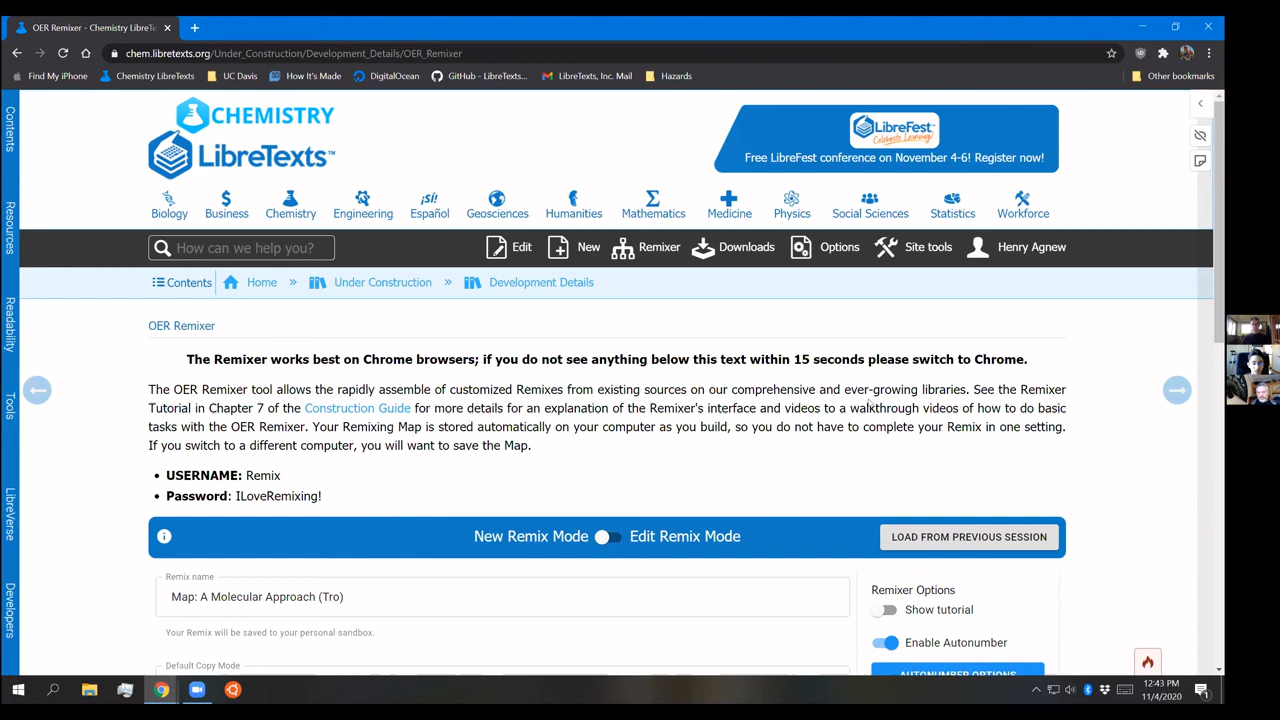 OER Remixer - Chemistry LibreTe
chem.libretexts.org/Under_Construction/Development_Details/OER_Remixer
Find My iPhone Chemistry LibreTexts UC Davis How It's Made DigitalOcean GitHub - LibreTexts... LibreTexts, Inc. Mail Hazards Other bookmarks
CHEMISTRY
LibreTexts™
LibreFest
Celebrate Learning!
Free LibreFest conference on November 4-6! Register now!
¡Sí!
Biology Business Chemistry Engineering Español Geosciences Humanities Mathematics Medicine Physics Social Sciences Statistics Workforce
How can we help you? Edit New Remixer Downloads Options Site tools Henry Agnew
Contents Home » Under Construction » Development Details
OER Remixer
The Remixer works best on Chrome browsers; if you do not see anything below this text within 15 seconds please switch to Chrome.
The OER Remixer tool allows the rapidly assemble of customized Remixes from existing sources on our comprehensive and ever-growing libraries. See the Remixer
Tutorial in Chapter 7 of the Construction Guide for more details for an explanation of the Remixer's interface and videos to a walkthrough videos of how to do basic
tasks with the OER Remixer. Your Remixing Map is stored automatically on your computer as you build, so you do not have to complete your Remix in one setting.
If you switch to a different computer, you will want to save the Map.
• USERNAME: Remix
• Password: ILoveRemixing!
New Remix Mode Edit Remix Mode LOAD FROM PREVIOUS SESSION
Remix name
Map: A Molecular Approach (Tro)
Your Remix will be saved to your personal sandbox.
Default Copy Mode
Remixer Options
Show tutorial
Enable Autonumber
AUTONUMBER OPTIONS
Contents
Resources
Readability
Tools
LibreVerse
Developers
12:43 PM
11/4/2020